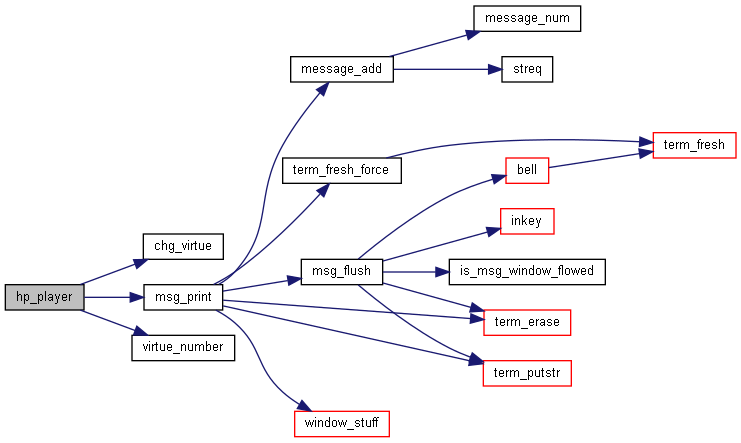 message_num
message_add
streq
term_fresh_force
term_fresh
bell
inkey
chg_virtue
msg_flush
is_msg_window_flowed
hp_player
msg_print
term_erase
virtue_number
term_putstr
window_stuff